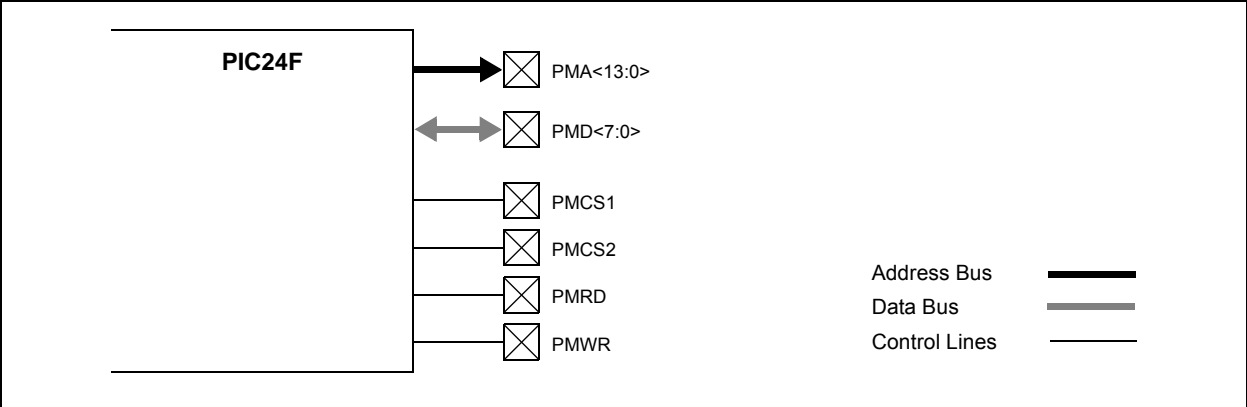 PIC24F
PMA<13:0>
PMD<7:0>
PMCS1
PMCS2
PMRD
PMWR
Address Bus
Data Bus
Control Lines